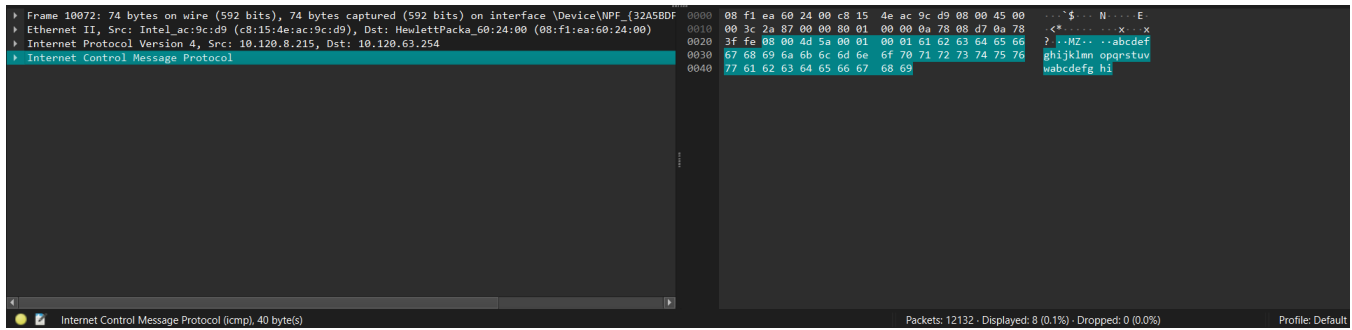 Frame 10072: 74 bytes on wire (592 bits), 74 bytes captured (592 bits) on interface \Device\NPF_{32A5BDF
Ethernet II, Src: Intel_ac:9c:d9 (c8:15:4e:ac:9c:d9), Dst: HewlettPacka_60:24:00 (08:f1:ea:60:24:00)
Internet Protocol Version 4, Src: 10.120.8.215, Dst: 10.120.63.254
Internet Control Message Protocol
0000 08 f1 ea 60 24 00 c8 15 4e ac 9c d9 08 00 45 00 ···`$··· N·····E·
0010 00 3c 2a 87 00 00 80 01 00 00 0a 78 08 d7 0a 78 ·<*····· ···x···x
0020 3f fe 08 00 4d 5a 00 01 00 01 61 62 63 64 65 66 ?···MZ·· ··abcdef
0030 67 68 69 6a 6b 6c 6d 6e 6f 70 71 72 73 74 75 76 ghijklmn opqrstuv
0040 77 61 62 63 64 65 66 67 68 69 wabcdefg hi
Internet Control Message Protocol (icmp), 40 byte(s)
Packets: 12132 · Displayed: 8 (0.1%) · Dropped: 0 (0.0%)
Profile: Default